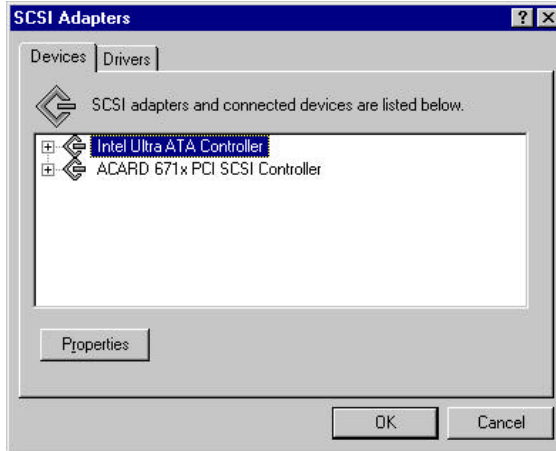 SCSI Adapters
Devices
Drivers
SCSI adapters and connected devices are listed below.
Intel Ultra ATA Controller
ACARD 671x PCI SCSI Controller
Properties
OK
Cancel